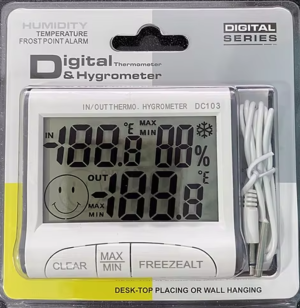 HUMIDITY
TEMPERATURE
FROST POINT ALARM
DIGITAL
SERIES
Digital Thermometer
& Hygrometer
IN/OUT THERMO. HYGROMETER DC103
MAX
MIN
IN -188.8 °E 88 %
OUT -188.8 °E
MAX
MIN
CLEAR
MAX
MIN
FREEZEALT
DESK-TOP PLACING OR WALL HANGING